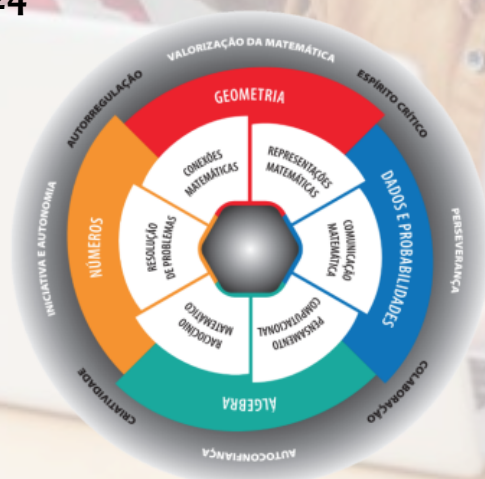 VALORIZAÇÃO DA MATEMÁTICA
ESPÍRITO CRÍTICO
PERSEVERANÇA
COLABORAÇÃO
AUTOCONFIANÇA
CRIATIVIDADE
INICIATIVA E AUTONOMIA
AUTORREGULAÇÃO
GEOMETRIA
DADOS E PROBABILIDADES
ÁLGEBRA
NÚMEROS
CONEXÕES
MATEMÁTICAS
REPRESENTAÇÕES
MATEMÁTICAS
COMUNICAÇÃO
MATEMÁTICA
PENSAMENTO
COMPUTACIONAL
RACIOCÍNIO
MATEMÁTICO
RESOLUÇÃO
DE PROBLEMAS